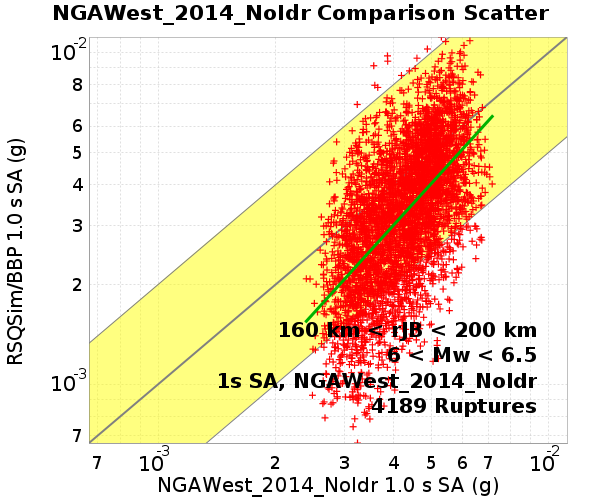 NGAWest_2014_NoIdr Comparison Scatter
10-2
8
6
5
4
3
2
10-3
7
RSQSim/BBP 1.0 s SA (g)
160 km < rJB < 200 km
6 < Mw < 6.5
1s SA, NGAWest_2014_NoIdr
4189 Ruptures
7 10-3 2 3 4 5 6 7 10-2
NGAWest_2014_NoIdr 1.0 s SA (g)